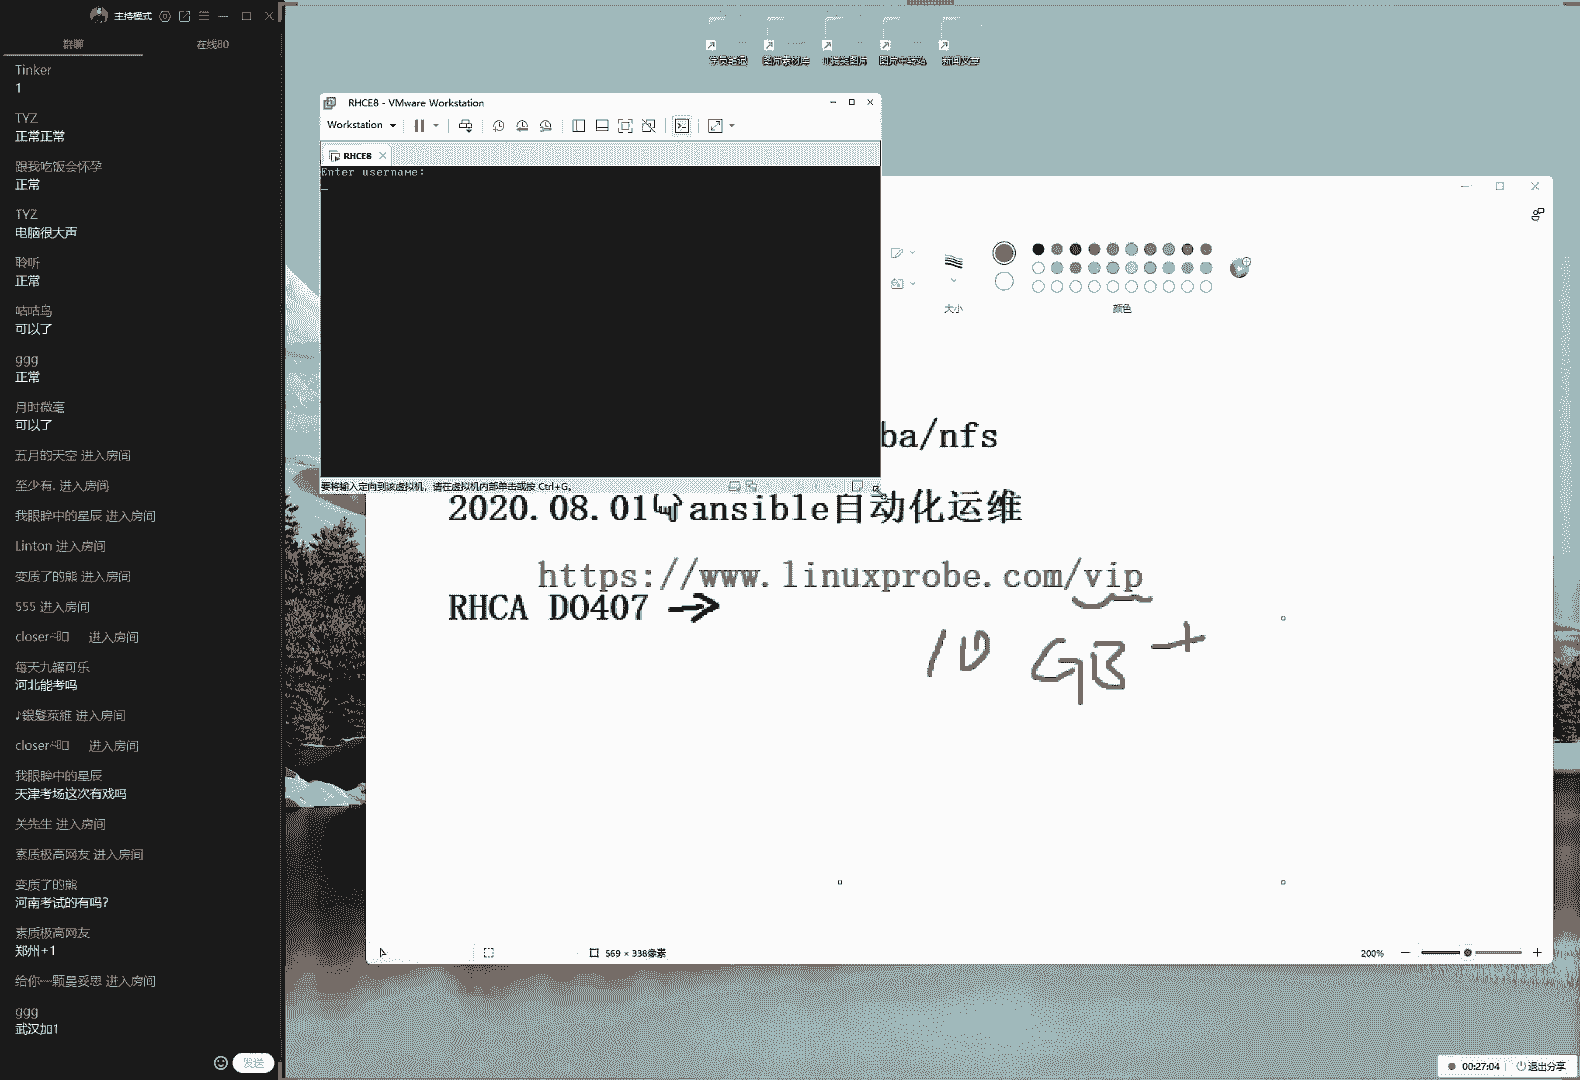 主持模式
群聊 在线80
Tinker
1
TYZ
正常正常
跟我吃饭会怀孕
正常
TYZ
电脑很大声
聆听
正常
咕咕鸟
可以了
ggg
正常
月时微毫
可以了
五月的天空 进入房间
至少有. 进入房间
我眼眸中的星辰 进入房间
Linton 进入房间
变质了的熊 进入房间
555 进入房间
closer 进入房间
每天九罐可乐
河北能考吗
进入房间
closer 进入房间
我眼眸中的星辰
天津考场这次有戏吗
关先生 进入房间
素质极高网友 进入房间
变质了的熊
河南考试的有吗?
素质极高网友
郑州+1
给你一颗曼妥思 进入房间
ggg
武汉加1
发送
RHCE8 - VMware Workstation
Workstation
RHCE8
Enter username:
要将输入定向到该虚拟机，请在虚拟机内部单击或按 Ctrl+G。
大小
颜色
ba/nfs
2020.08.01 ansible自动化运维
https://www.linuxprobe.com/vip
RHCA DO407 →
10 GB +
569 × 338像素
200%
00:27:04 退出分享